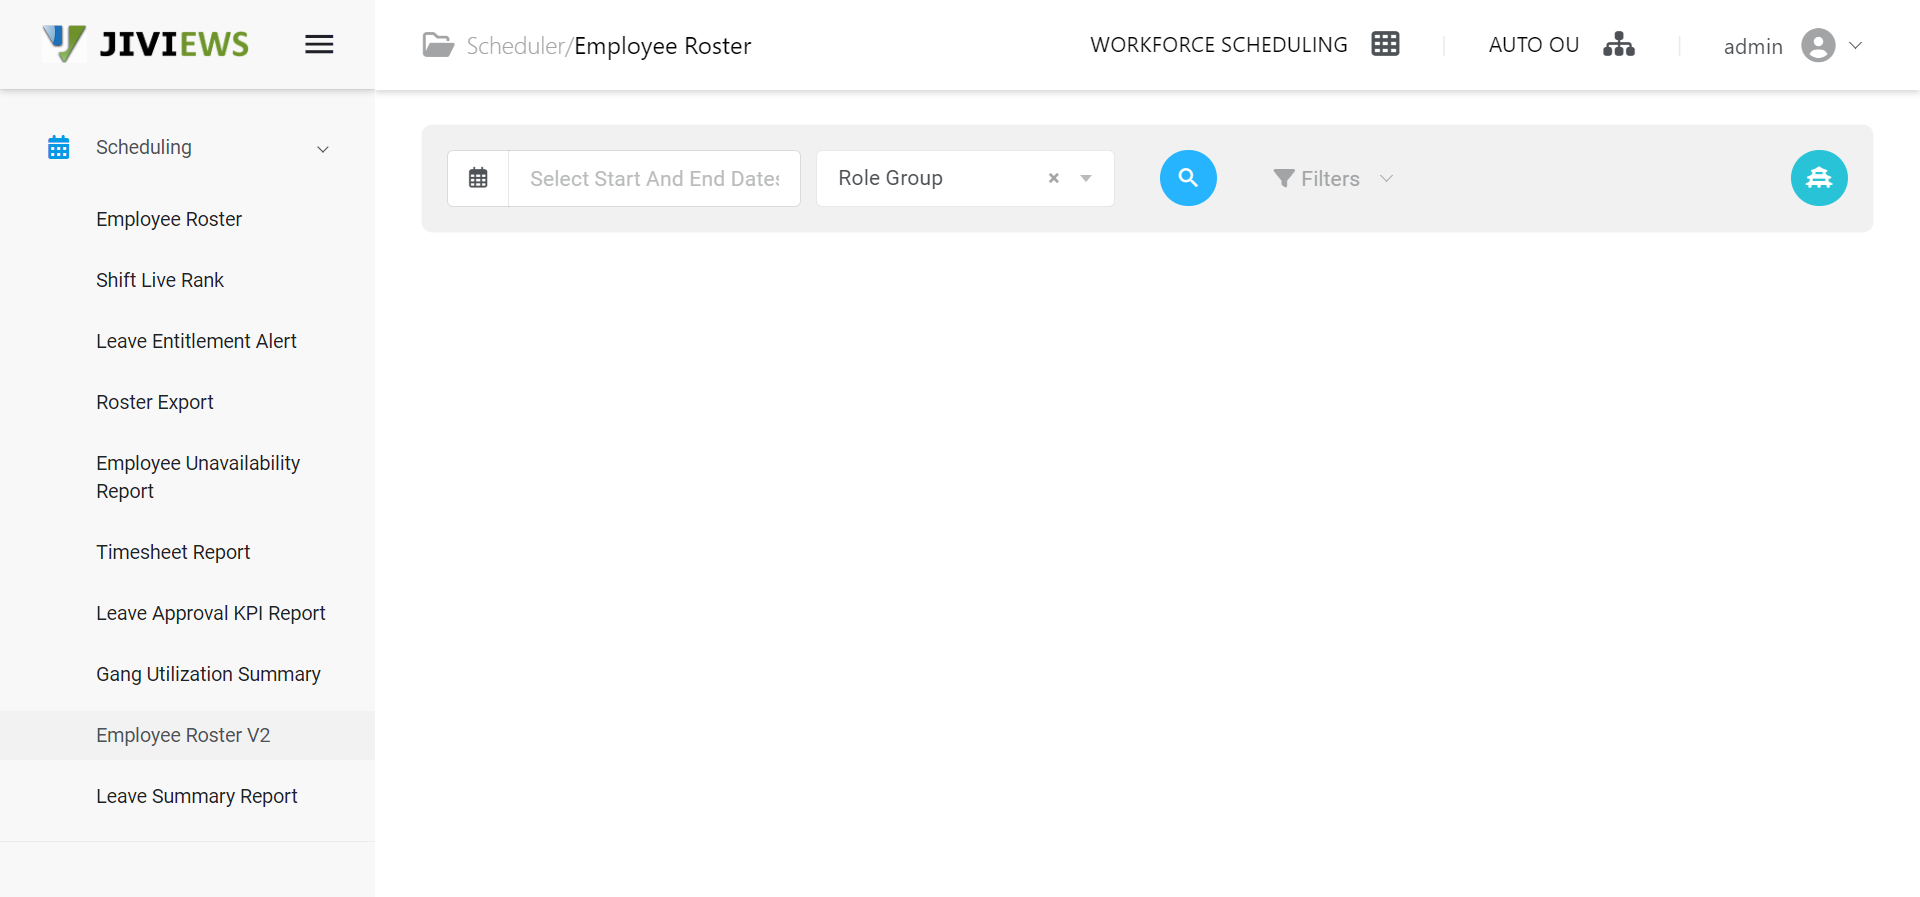 JIVIEWS
Scheduler/Employee Roster
WORKFORCE SCHEDULING
AUTO OU
admin
Scheduling
Employee Roster
Shift Live Rank
Leave Entitlement Alert
Roster Export
Employee Unavailability
Report
Timesheet Report
Leave Approval KPI Report
Gang Utilization Summary
Employee Roster V2
Leave Summary Report
Select Start And End Dates
Role Group
Filters